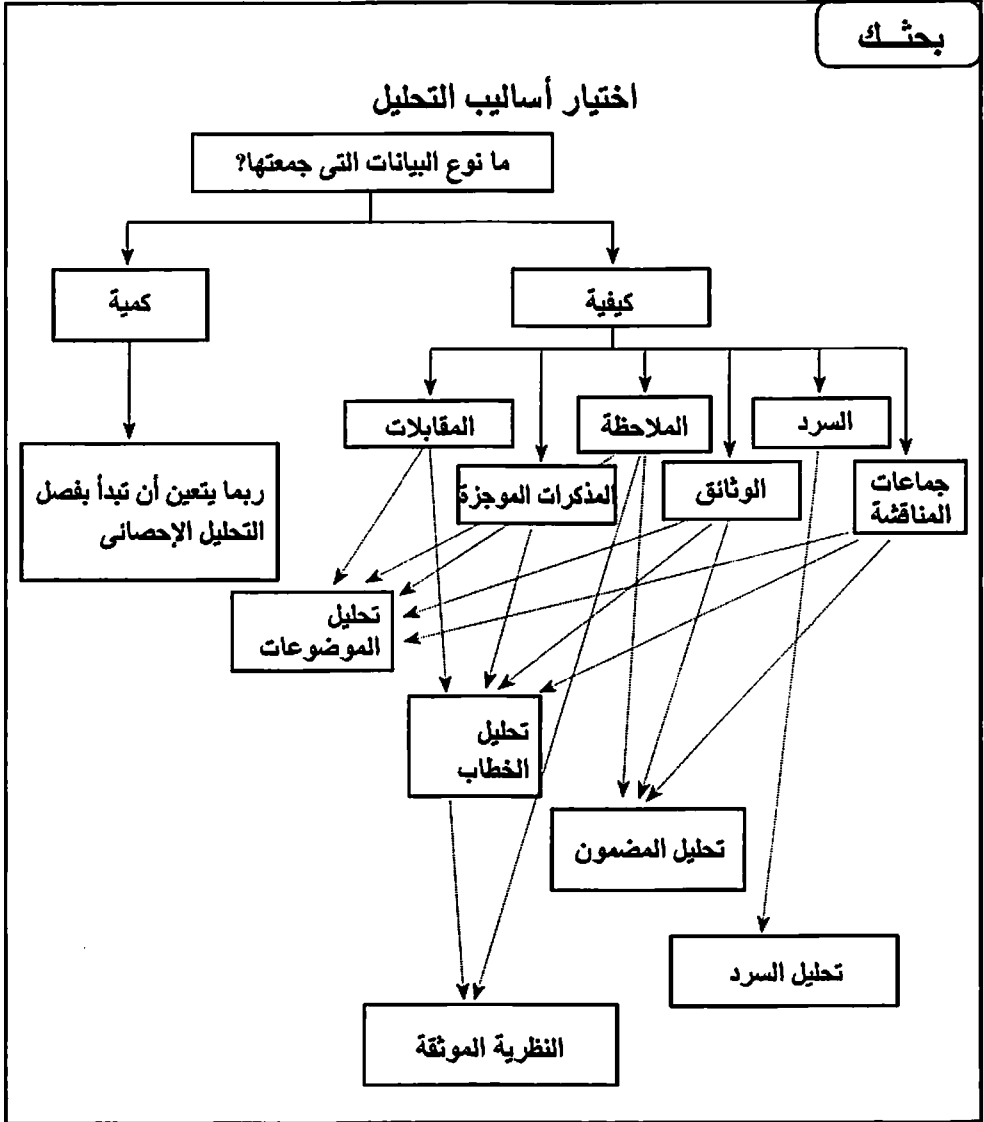 بحثــك
اختيار أساليب التحليل
ما نوع البيانات التى جمعتها?
كيفية
كمية
السرد
الملاحظة
المقابلات
جماعات
المناقشة
الوثائق
المذكرات الموجزة
ربما يتعين أن تبدأ بفصل
التحليل الإحصائى
تحليل
الموضوعات
تحليل
الخطاب
تحليل المضمون
تحليل السرد
النظرية الموثقة